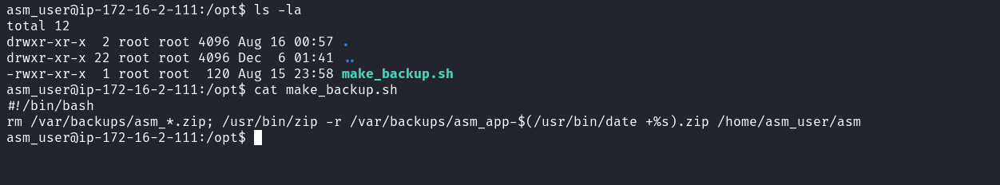 asm_user@ip-172-16-2-111:/opt$ ls -la
total 12
drwxr-xr-x  2 root root 4096 Aug 16 00:57 .
drwxr-xr-x 22 root root 4096 Dec  6 01:41 ..
-rwxr-xr-x  1 root root  120 Aug 15 23:58 make_backup.sh
asm_user@ip-172-16-2-111:/opt$ cat make_backup.sh
#!/bin/bash
rm /var/backups/asm_*.zip; /usr/bin/zip -r /var/backups/asm_app-$(/usr/bin/date +%s).zip /home/asm_user/asm
asm_user@ip-172-16-2-111:/opt$